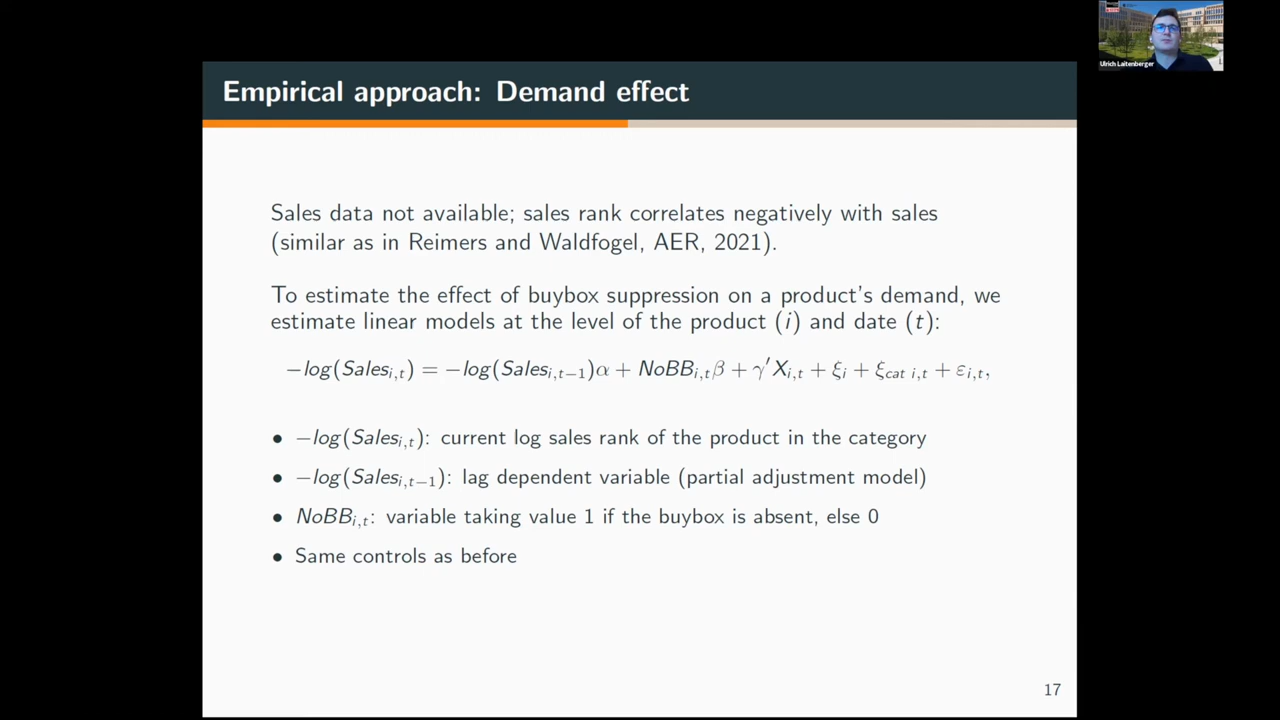 Ulrich Laitenberger
Empirical approach: Demand effect
Sales data not available; sales rank correlates negatively with sales
(similar as in Reimers and Waldfogel, AER, 2021).
To estimate the effect of buybox suppression on a product's demand, we
estimate linear models at the level of the product (i) and date (t):
−log(Sales_{i,t}) = −log(Sales_{i,t−1})α + NoBB_{i,t}β + γ′X_{i,t} + ξ_i + ξ_{cat i,t} + ε_{i,t},
• −log(Sales_{i,t}): current log sales rank of the product in the category
• −log(Sales_{i,t−1}): lag dependent variable (partial adjustment model)
• NoBB_{i,t}: variable taking value 1 if the buybox is absent, else 0
• Same controls as before
17